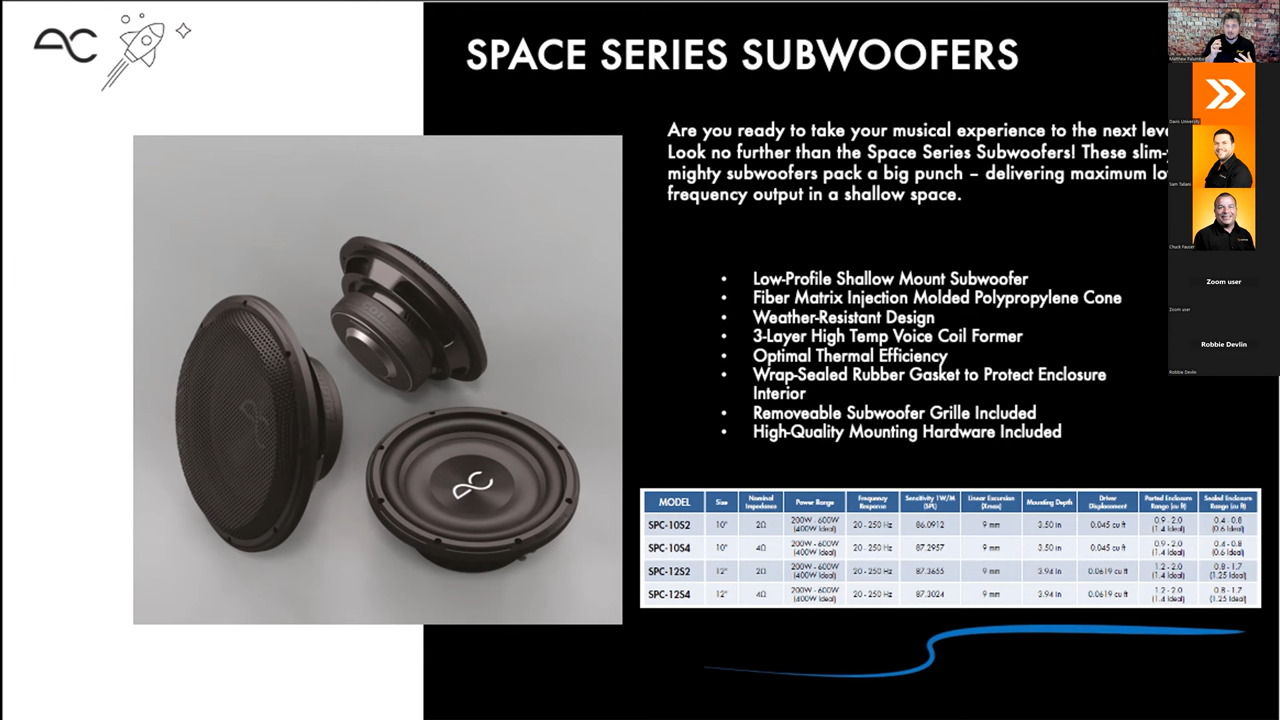 SPACE SERIES SUBWOOFERS
Are you ready to take your musical experience to the next leve
Look no further than the Space Series Subwoofers! These slim-
mighty subwoofers pack a big punch – delivering maximum lo
frequency output in a shallow space.
• Low-Profile Shallow Mount Subwoofer
• Fiber Matrix Injection Molded Polypropylene Cone
• Weather-Resistant Design
• 3-Layer High Temp Voice Coil Former
• Optimal Thermal Efficiency
• Wrap-Sealed Rubber Gasket to Protect Enclosure
Interior
• Removeable Subwoofer Grille Included
• High-Quality Mounting Hardware Included
MODEL Size Nominal Impedance Power Range Frequency Response Sensitivity 1W/M (SPL) Linear Excursion (Xmax) Mounting Depth Driver Displacement Ported Enclosure Range (cu ft) Sealed Enclosure Range (cu ft)
SPC-10S2 10" 2Ω 200W - 600W (400W Ideal) 20 - 250 Hz 86.0912 9 mm 3.50 in 0.045 cu ft 0.9 - 2.0 (1.4 Ideal) 0.4 - 0.8 (0.6 Ideal)
SPC-10S4 10" 4Ω 200W - 600W (400W Ideal) 20 - 250 Hz 87.2957 9 mm 3.50 in 0.045 cu ft 0.9 - 2.0 (1.4 Ideal) 0.4 - 0.8 (0.6 Ideal)
SPC-12S2 12" 2Ω 200W - 600W (400W Ideal) 20 - 250 Hz 87.3655 9 mm 3.94 in 0.0619 cu ft 1.2 - 2.0 (1.4 Ideal) 0.8 - 1.7 (1.25 Ideal)
SPC-12S4 12" 4Ω 200W - 600W (400W Ideal) 20 - 250 Hz 87.3024 9 mm 3.94 in 0.0619 cu ft 1.2 - 2.0 (1.4 Ideal) 0.8 - 1.7 (1.25 Ideal)
Matthew
Davis University
Sam
Chuck
Zoom user
Zoom user
Robbie Devlin
Robbie Devlin